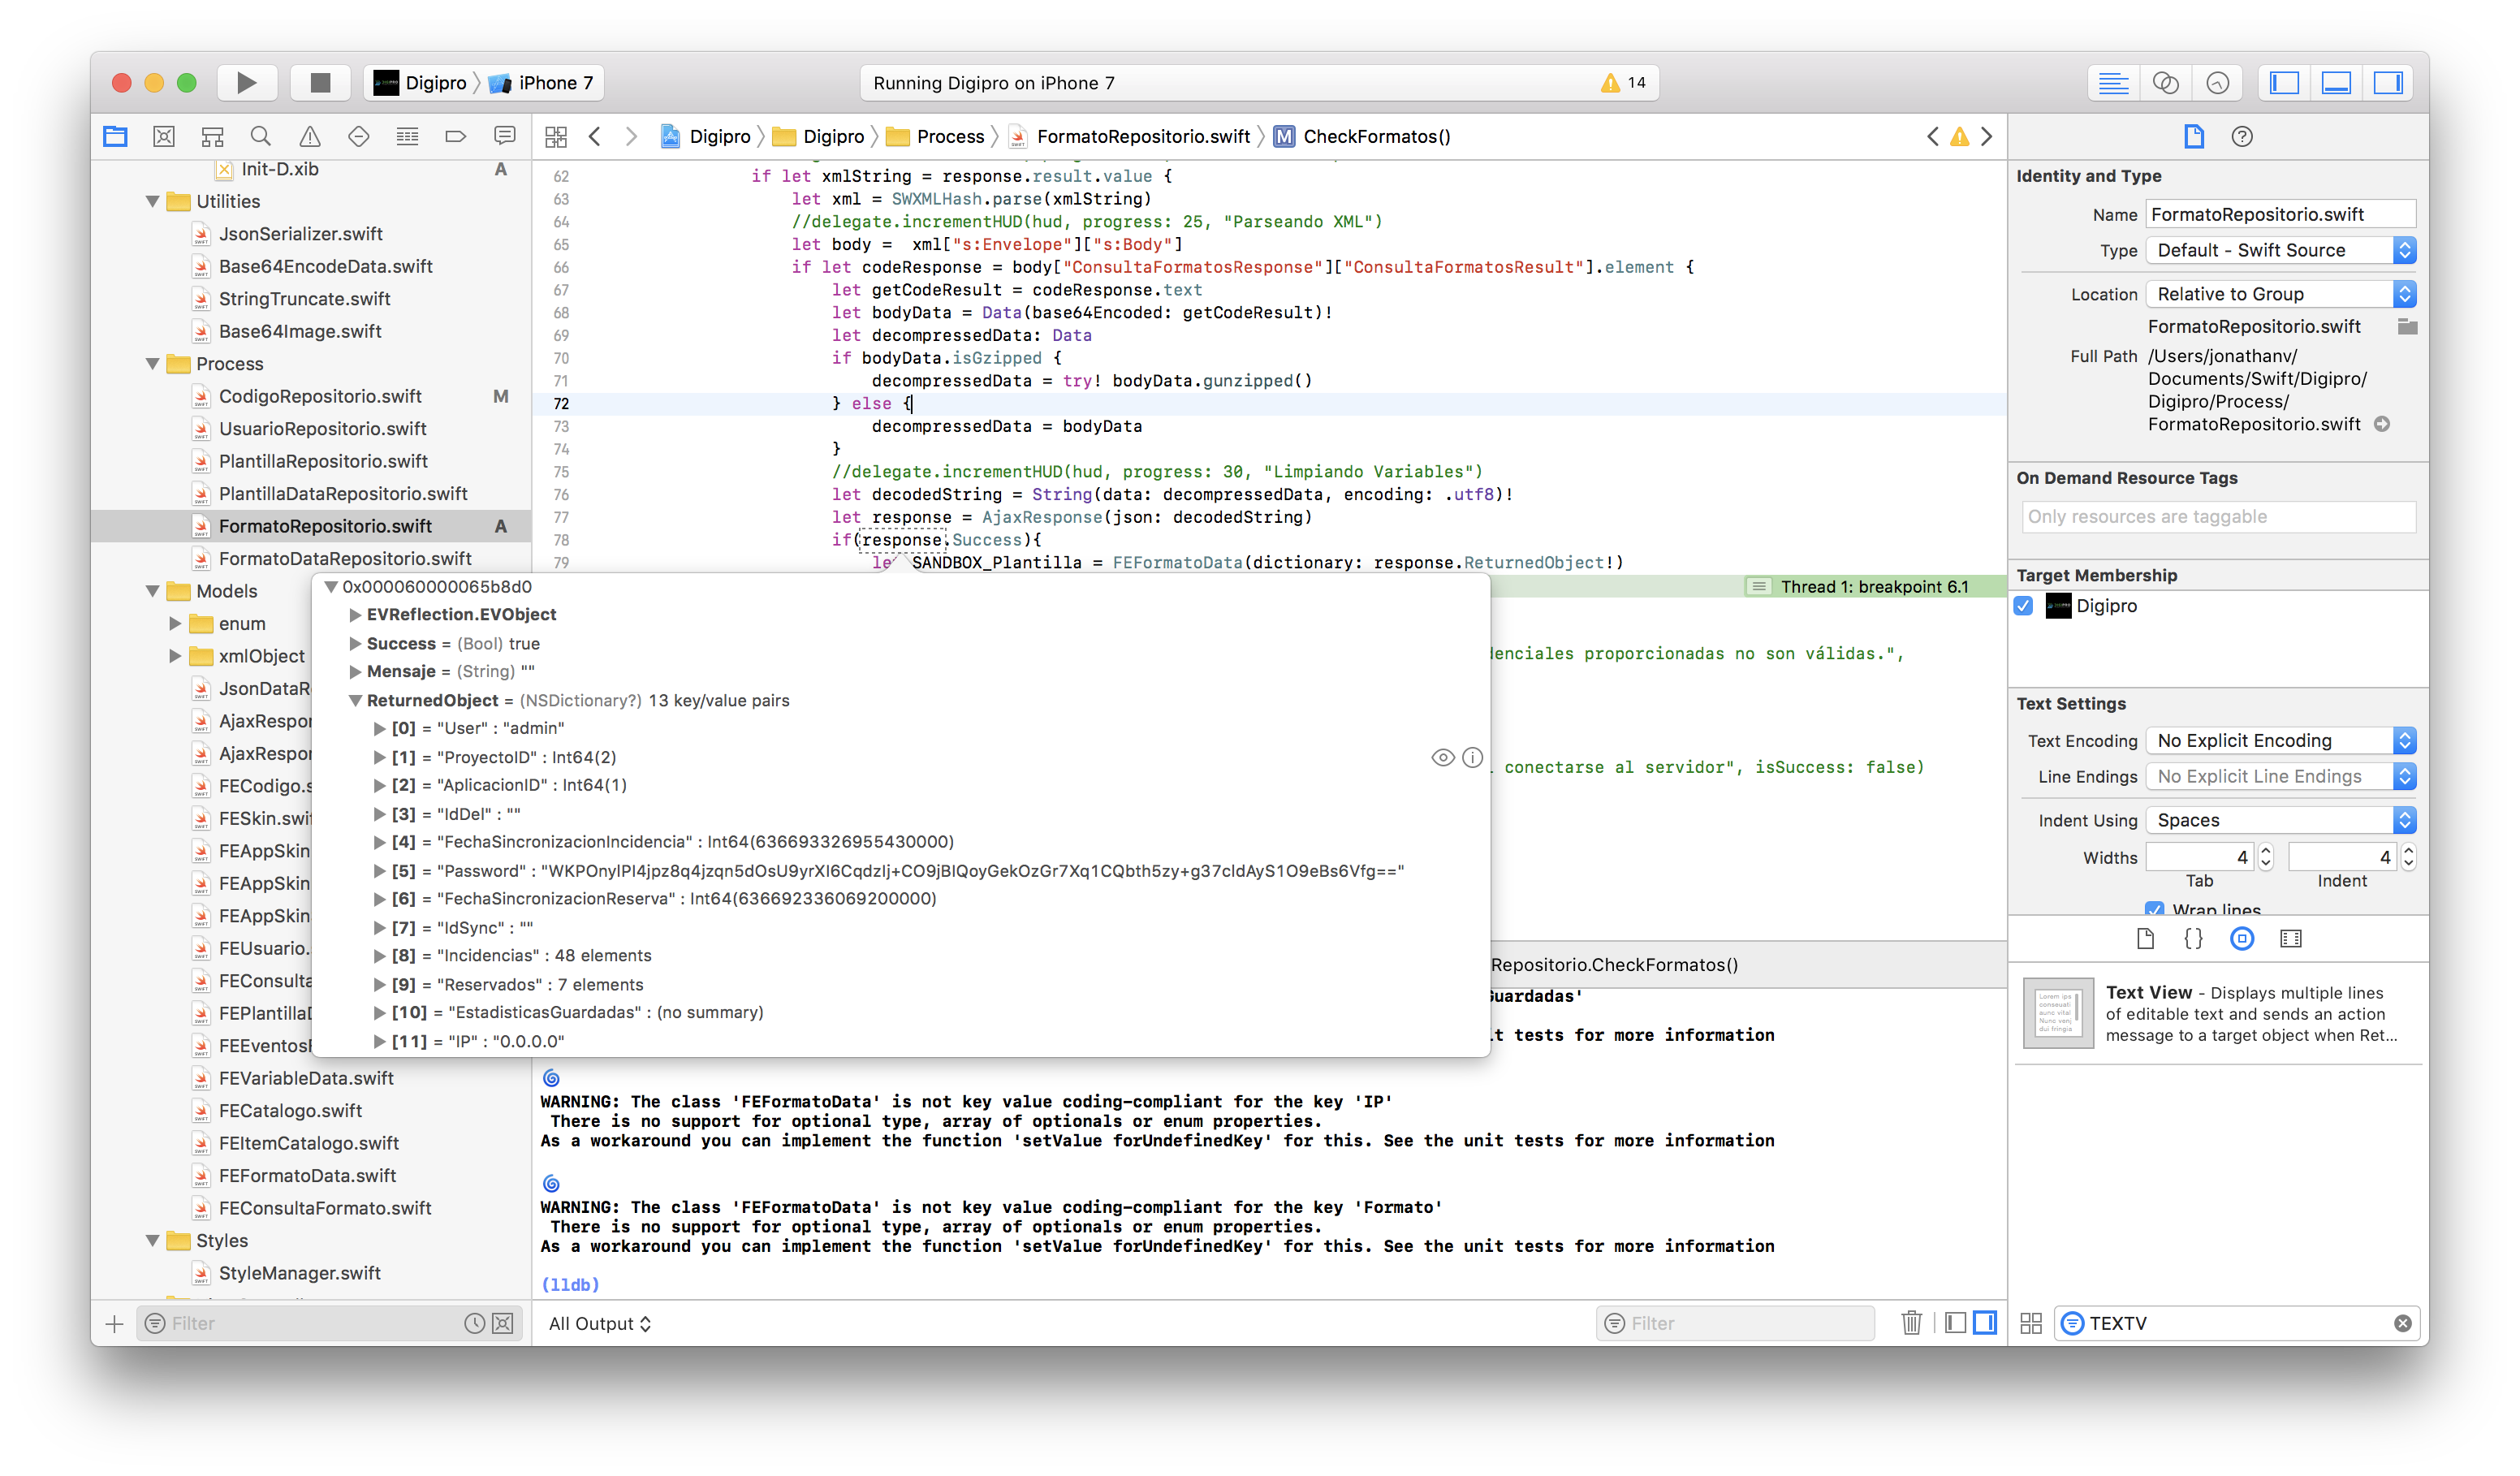 Digipro
iPhone 7
Running Digipro on iPhone 7
14
Digipro
Digipro
Process
FormatoRepositorio.swift
M
CheckFormatos()
Init-D.xib
A
Utilities
JsonSerializer.swift
Base64EncodeData.swift
StringTruncate.swift
Base64Image.swift
Process
CodigoRepositorio.swift
M
UsuarioRepositorio.swift
PlantillaRepositorio.swift
PlantillaDataRepositorio.swift
FormatoRepositorio.swift
A
FormatoDataRepositorio.swift
Models
enum
xmlObject
JsonDataR
AjaxRespor
AjaxRespor
FECodigo.s
FESkin.swif
FEAppSkin
FEAppSkin
FEAppSkin
FEUsuario.
FEConsulta
FEPlantillaD
FEEventosF
FEVariableData.swift
FECatalogo.swift
FEItemCatalogo.swift
FEFormatoData.swift
FEConsultaFormato.swift
Styles
StyleManager.swift
Filter
62 if let xmlString = response.result.value {
63 let xml = SWXMLHash.parse(xmlString)
64 //delegate.incrementHUD(hud, progress: 25, "Parseando XML")
65 let body =  xml["s:Envelope"]["s:Body"]
66 if let codeResponse = body["ConsultaFormatosResponse"]["ConsultaFormatosResult"].element {
67 let getCodeResult = codeResponse.text
68 let bodyData = Data(base64Encoded: getCodeResult)!
69 let decompressedData: Data
70 if bodyData.isGzipped {
71 decompressedData = try! bodyData.gunzipped()
72 } else {
73 decompressedData = bodyData
74 }
75 //delegate.incrementHUD(hud, progress: 30, "Limpiando Variables")
76 let decodedString = String(data: decompressedData, encoding: .utf8)!
77 let response = AjaxResponse(json: decodedString)
78 if(response.Success){
79 le SANDBOX_Plantilla = FEFormatoData(dictionary: response.ReturnedObject!)
Thread 1: breakpoint 6.1
denciales proporcionadas no son válidas.",
conectarse al servidor", isSuccess: false)
0x000060000065b8d0
EVReflection.EVObject
Success = (Bool) true
Mensaje = (String) ""
ReturnedObject = (NSDictionary?) 13 key/value pairs
[0] = "User" : "admin"
[1] = "ProyectoID" : Int64(2)
[2] = "AplicacionID" : Int64(1)
[3] = "IdDel" : ""
[4] = "FechaSincronizacionIncidencia" : Int64(636693326955430000)
[5] = "Password" : "WKPOnyIPI4jpz8q4jzqn5dOsU9yrXI6CqdzIj+CO9jBIQoyGekOzGr7Xq1CQbth5zy+g37cldAyS1O9eBs6Vfg=="
[6] = "FechaSincronizacionReserva" : Int64(636692336069200000)
[7] = "IdSync" : ""
[8] = "Incidencias" : 48 elements
[9] = "Reservados" : 7 elements
[10] = "EstadisticasGuardadas" : (no summary)
[11] = "IP" : "0.0.0.0"
Repositorio.CheckFormatos()
Guardadas'
it tests for more information
WARNING: The class 'FEFormatoData' is not key value coding-compliant for the key 'IP'
There is no support for optional type, array of optionals or enum properties.
As a workaround you can implement the function 'setValue forUndefinedKey' for this. See the unit tests for more information
WARNING: The class 'FEFormatoData' is not key value coding-compliant for the key 'Formato'
There is no support for optional type, array of optionals or enum properties.
As a workaround you can implement the function 'setValue forUndefinedKey' for this. See the unit tests for more information
(lldb)
All Output
Filter
Identity and Type
Name FormatoRepositorio.swift
Type Default - Swift Source
Location Relative to Group
FormatoRepositorio.swift
Full Path /Users/jonathanv/
Documents/Swift/Digipro/
Digipro/Process/
FormatoRepositorio.swift
On Demand Resource Tags
Only resources are taggable
Target Membership
Digipro
Text Settings
Text Encoding No Explicit Encoding
Line Endings No Explicit Line Endings
Indent Using Spaces
Widths 4 4
Tab Indent
Wrap lines
{ }
Text View - Displays multiple lines
of editable text and sends an action
message to a target object when Ret...
TEXTV